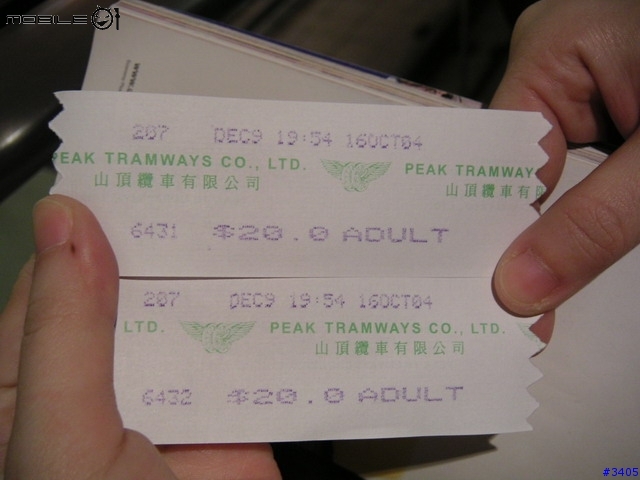 MOBILE01
207 DEC9 19:54 16OCT04
PEAK TRAMWAYS CO., LTD. PEAK TRAMWAY
山頂纜車有限公司 山頂纜車有限
6431 $20.0 ADULT
207 DEC9 19:54 16OCT04
LTD. PEAK TRAMWAYS CO., LTD.
山頂纜車有限公司
6432 $20.0 ADULT
#3405